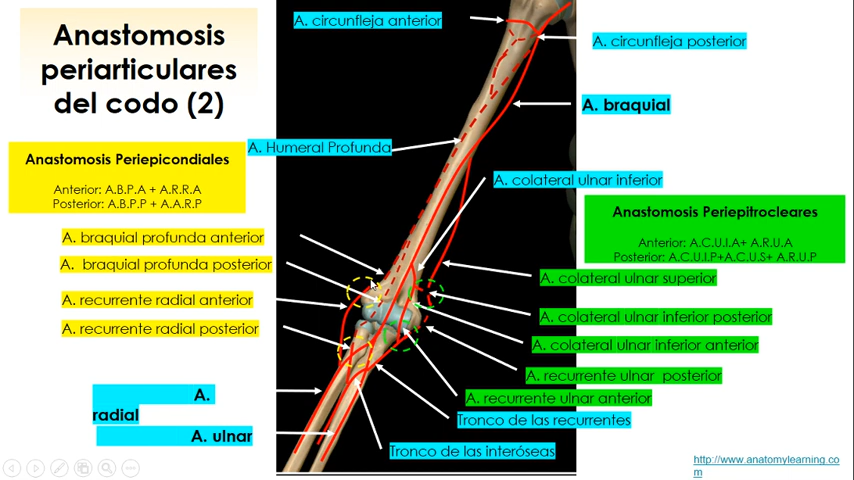 Anastomosis
periarticulares
del codo (2)
A. circunfleja anterior
A. circunfleja posterior
A. braquial
A. Humeral Profunda
Anastomosis Periepicondiales
Anterior: A.B.P.A + A.R.R.A
Posterior: A.B.P.P + A.A.R.P
A. colateral ulnar inferior
Anastomosis Periepitrocleares
Anterior: A.C.U.I.A+ A.R.U.A
Posterior: A.C.U.I.P+A.C.U.S+ A.R.U.P
A. braquial profunda anterior
A.  braquial profunda posterior
A. recurrente radial anterior
A. recurrente radial posterior
A. colateral ulnar superior
A. colateral ulnar inferior posterior
A. colateral ulnar inferior anterior
A. recurrente ulnar  posterior
A. recurrente ulnar anterior
A.
radial
A. ulnar
Tronco de las recurrentes
Tronco de las interóseas
http://www.anatomylearning.co
m